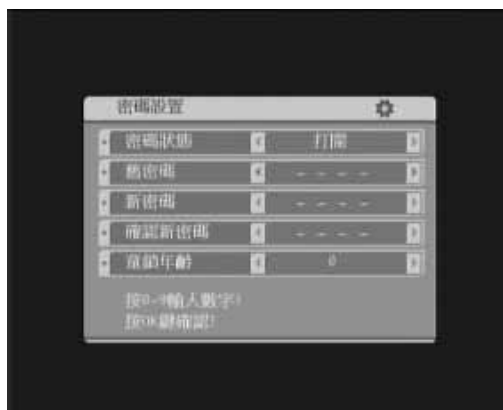 密碼設置
密碼狀態 打開
舊密碼 - - - -
新密碼 - - - -
確認新密碼 - - - -
童鎖年齡 0
按0-9輸入數字!
按OK鍵確認!